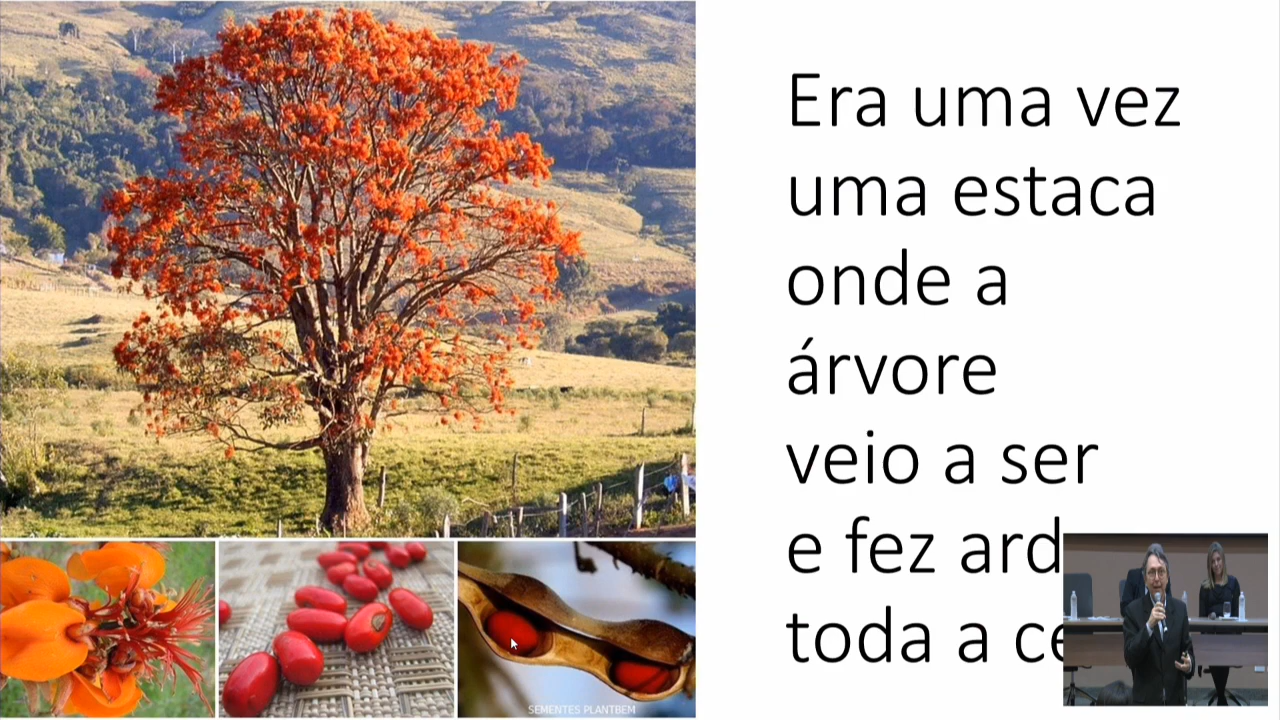 Era uma vez
uma estaca
onde a
árvore
veio a ser
e fez
toda a
SEMENTES PLANTBEM